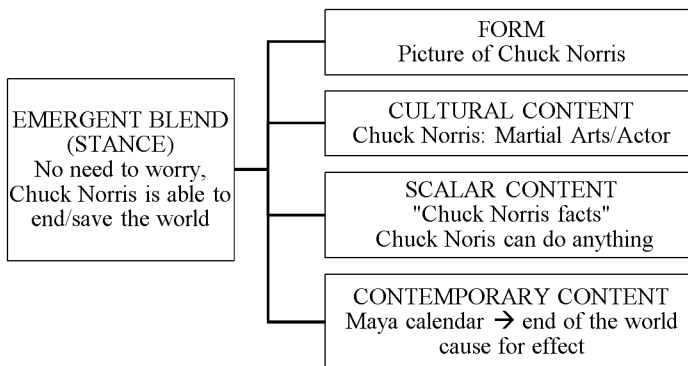 EMERGENT BLEND
(STANCE)
No need to worry,
Chuck Norris is able to
end/save the world
FORM
Picture of Chuck Norris
CULTURAL CONTENT
Chuck Norris: Martial Arts/Actor
SCALAR CONTENT
"Chuck Norris facts"
Chuck Noris can do anything
CONTEMPORARY CONTENT
Maya calendar → end of the world
cause for effect